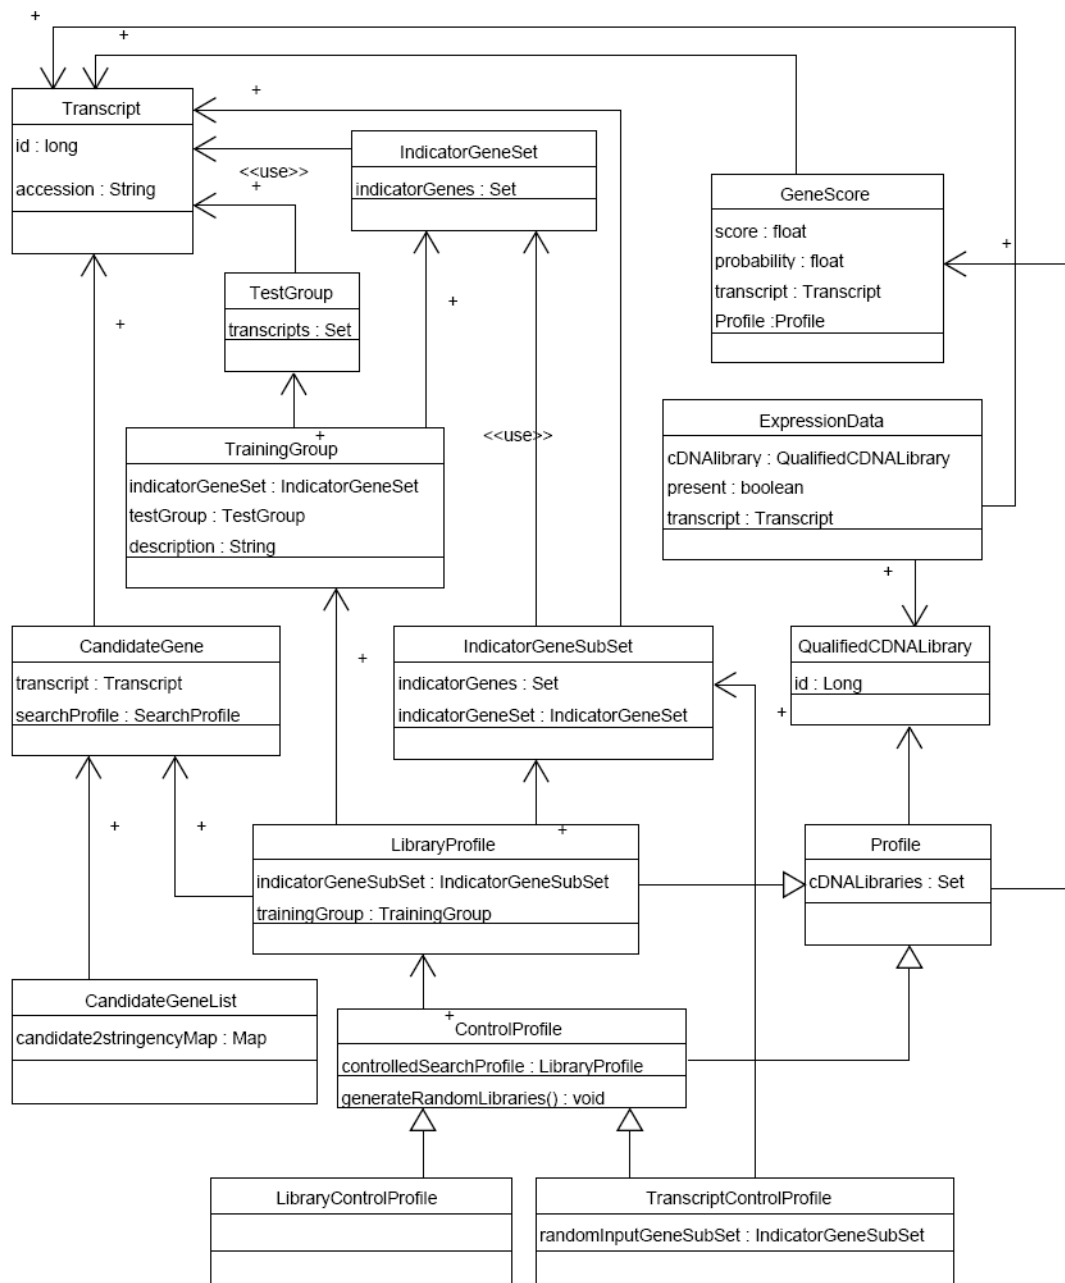 +
+
+
Transcript
id : long
accession : String
IndicatorGeneSet
indicatorGenes : Set
<<use>>
+
GeneScore
score : float
probability : float
transcript : Transcript
Profile :Profile
+
TestGroup
transcripts : Set
+
+
TrainingGroup
+
indicatorGeneSet : IndicatorGeneSet
testGroup : TestGroup
description : String
<<use>>
ExpressionData
cDNAlibrary : QualifiedCDNALibrary
present : boolean
transcript : Transcript
+
CandidateGene
transcript : Transcript
searchProfile : SearchProfile
+
IndicatorGeneSubSet
indicatorGenes : Set
indicatorGeneSet : IndicatorGeneSet
QualifiedCDNALibrary
id : Long
+
+
+
+
LibraryProfile
indicatorGeneSubSet : IndicatorGeneSubSet
trainingGroup : TrainingGroup
Profile
cDNALibraries : Set
CandidateGeneList
candidate2stringencyMap : Map
+
ControlProfile
controlledSearchProfile : LibraryProfile
generateRandomLibraries() : void
LibraryControlProfile
TranscriptControlProfile
randomInputGeneSubSet : IndicatorGeneSubSet